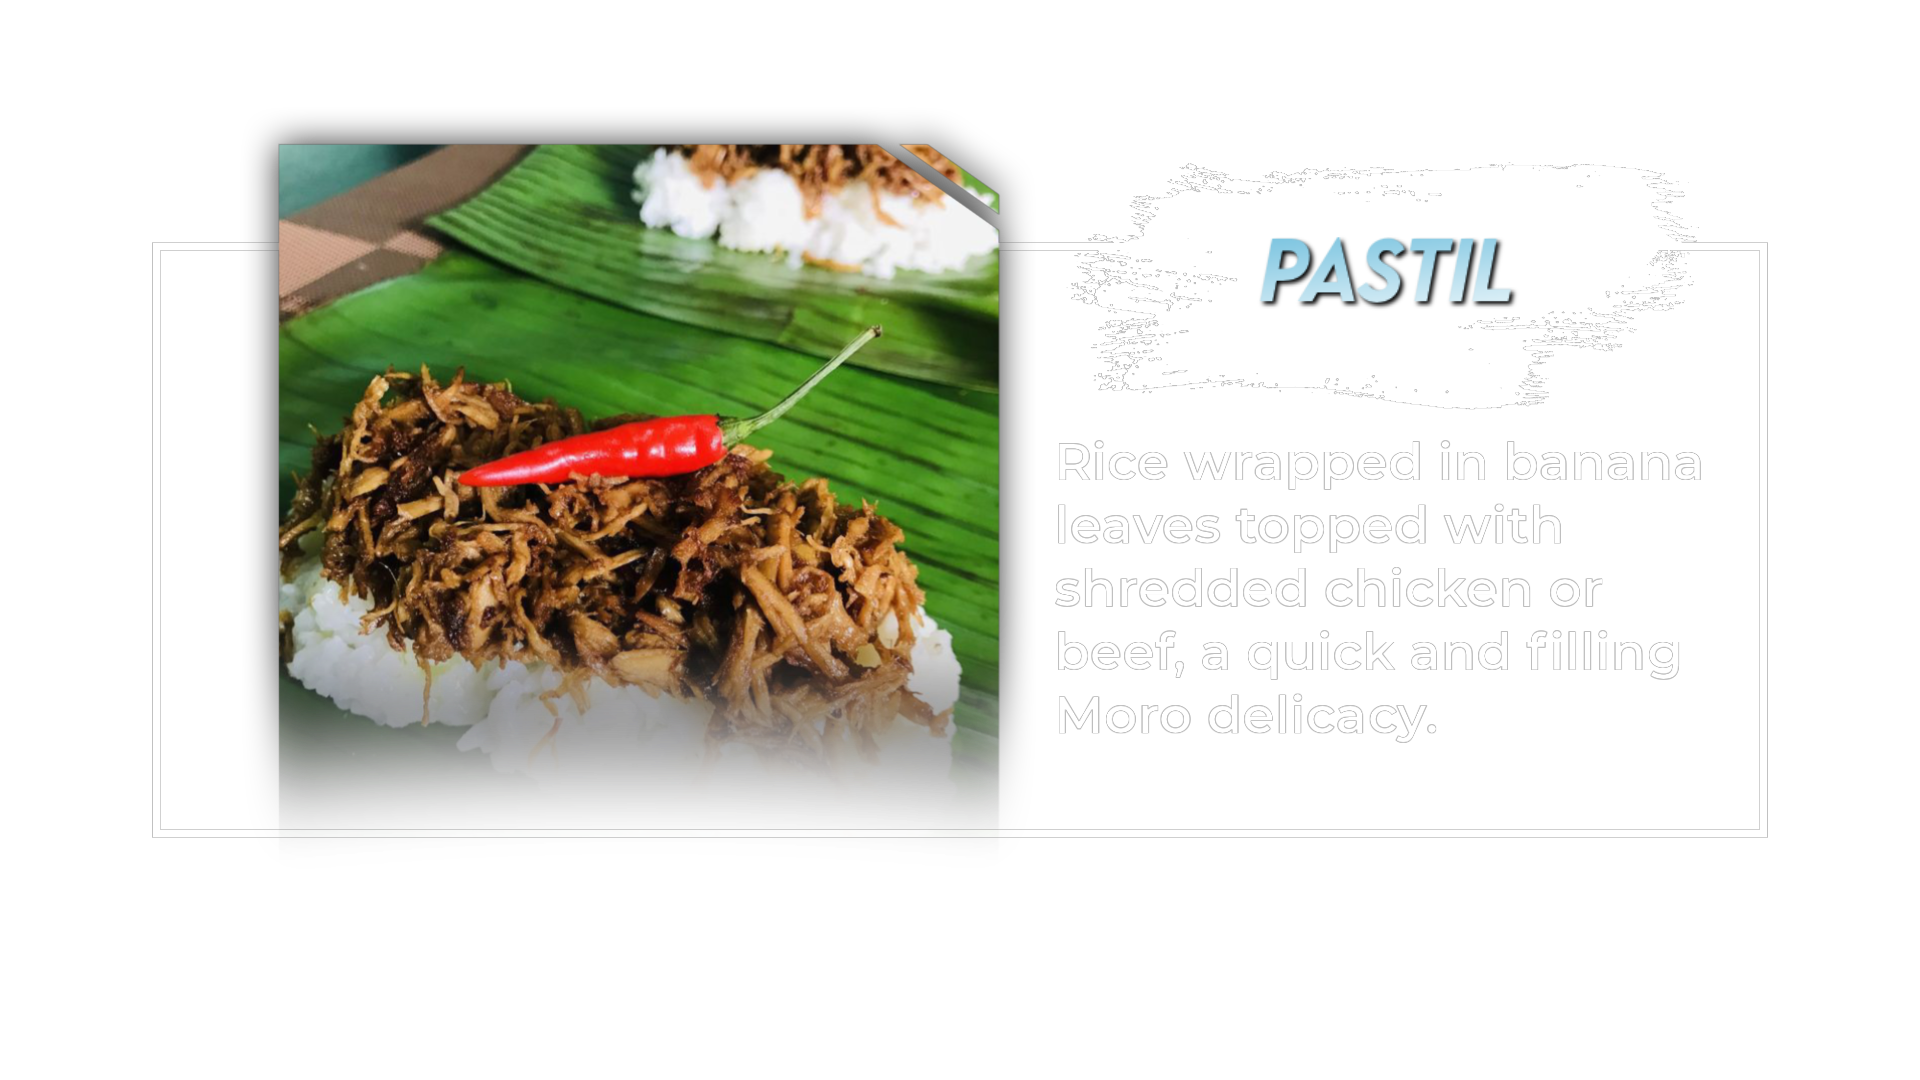 PASTIL
Rice wrapped in banana
leaves topped with
shredded chicken or
beef, a quick and filling
Moro delicacy.